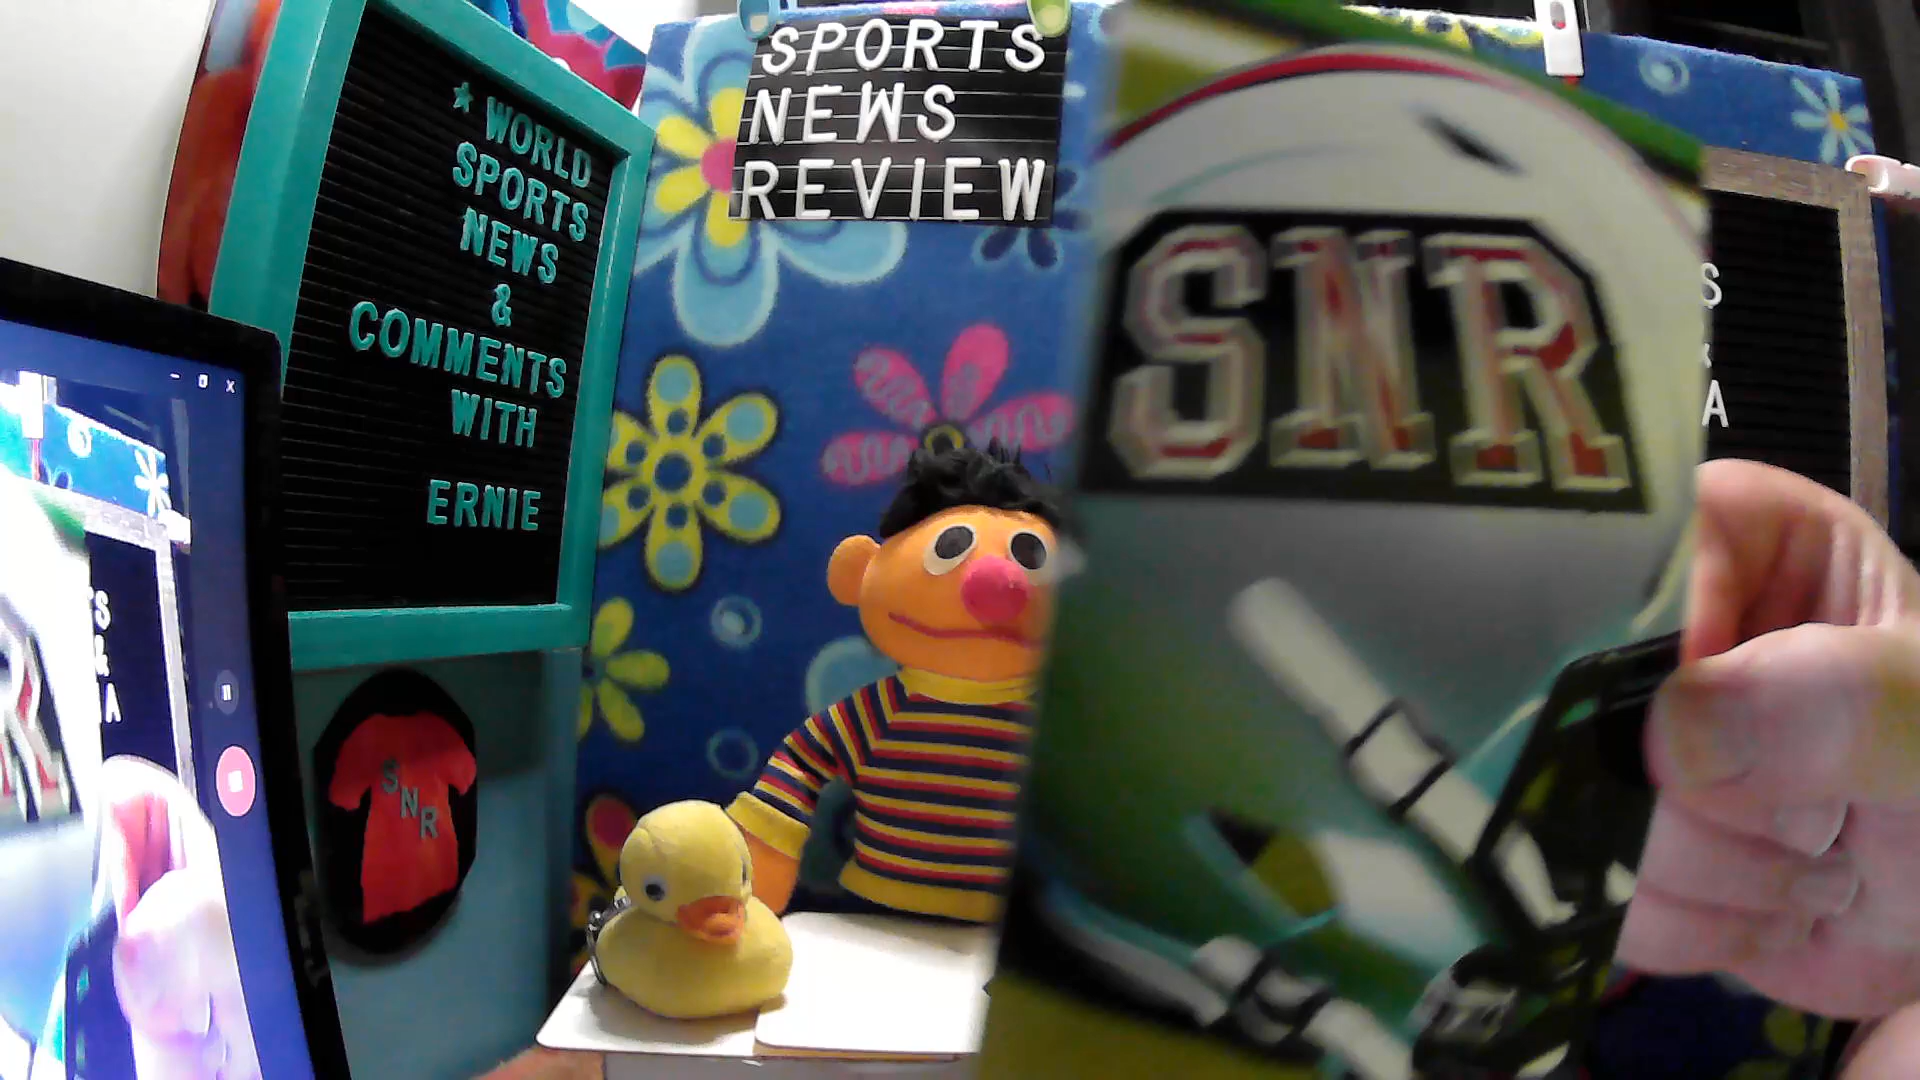 ★ WORLD
SPORTS
NEWS
&
COMMENTS
WITH
ERNIE
SPORTS
NEWS
REVIEW
SNR
SNR
S
&
A